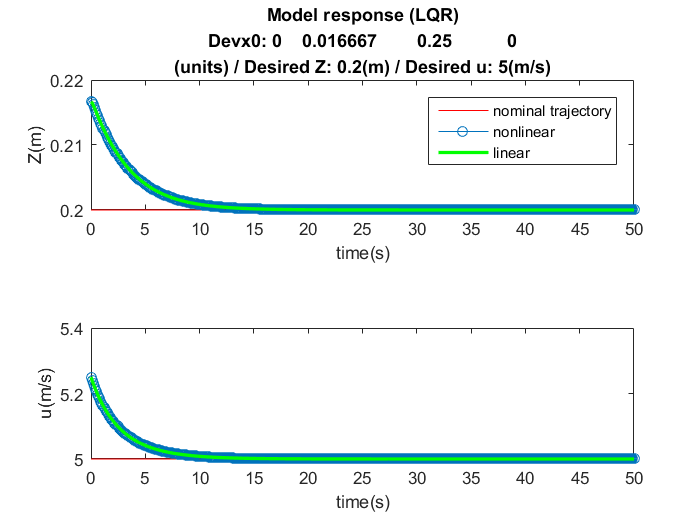 Model response (LQR)
Devx0: 0 0.016667 0.25 0
(units) / Desired Z: 0.2(m) / Desired u: 5(m/s)
0.22
0.21
0.2
Z(m)
nominal trajectory
nonlinear
linear
0 5 10 15 20 25 30 35 40 45 50
time(s)
5.4
5.2
5
u(m/s)
0 5 10 15 20 25 30 35 40 45 50
time(s)